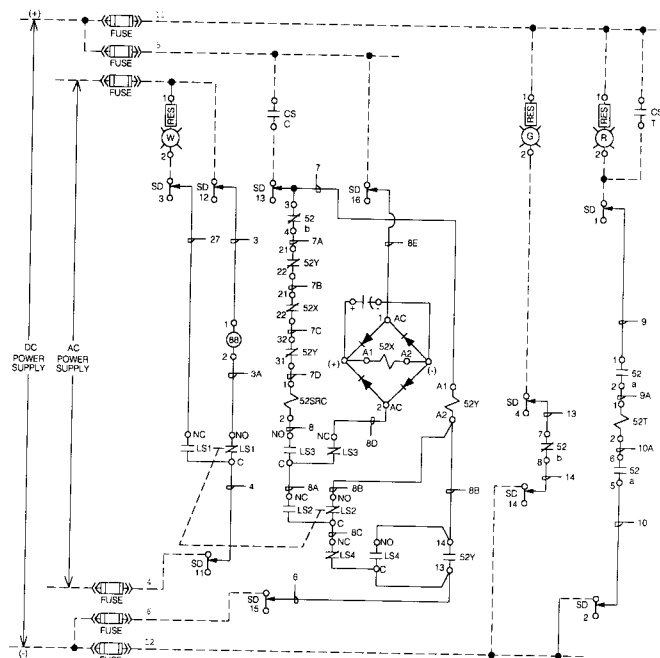 (+)
FUSE
11
FUSE
5
FUSE
1
RES
W
2
SD
3
SD
12
27
3
1
88
2
3A
NC
LS1
NO
LS1
C
4
SD
11
DC
POWER
SUPPLY
AC
POWER
SUPPLY
4
FUSE
6
FUSE
12
FUSE
(-)
CS
C
SD
13
7
3
52
4
b
7A
21
52Y
22
7B
21
52X
22
7C
32
52Y
31
7D
1
52SRC
2
8
NO
LS3
C
NC
LS3
8D
8A
NC
LS2
8B
NO
LS2
C
8C
NC
LS4
NO
LS4
C
6
SD
15
SD
16
8E
+
-
1
AC
A1
52X
A2
(+)
(-)
2
AC
A1
52Y
A2
8B
14
52Y
13
1
RES
G
2
SD
4
13
7
52
8
b
14
SD
14
1
RES
R
2
CS
T
SD
1
9
1
52
2
a
9A
1
52T
2
10A
6
52
5
a
10
SD
2